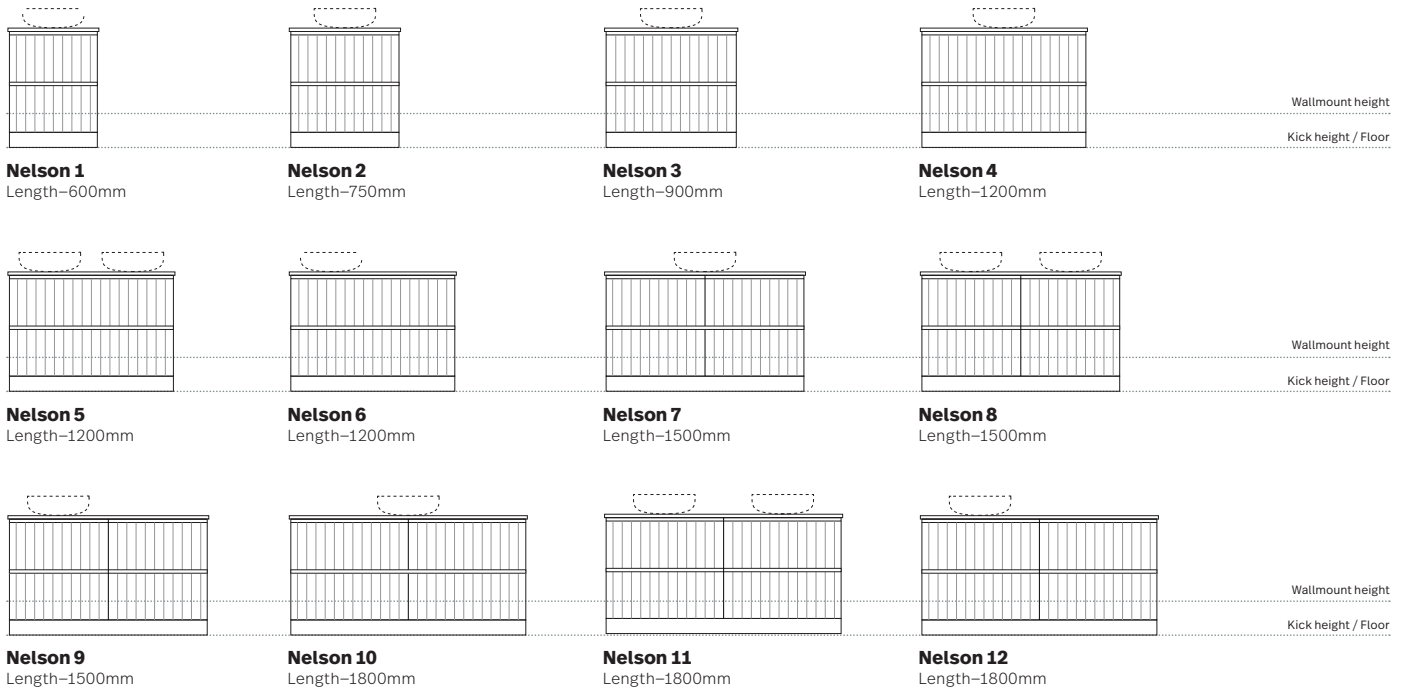 Wallmount height
Kick height / Floor
Nelson 1
Length–600mm
Nelson 2
Length–750mm
Nelson 3
Length–900mm
Nelson 4
Length–1200mm
Wallmount height
Kick height / Floor
Nelson 5
Length–1200mm
Nelson 6
Length–1200mm
Nelson 7
Length–1500mm
Nelson 8
Length–1500mm
Wallmount height
Kick height / Floor
Nelson 9
Length–1500mm
Nelson 10
Length–1800mm
Nelson 11
Length–1800mm
Nelson 12
Length–1800mm